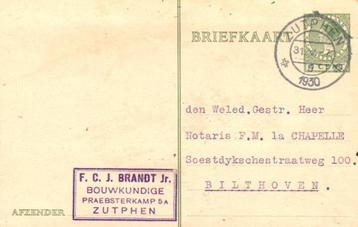 BRIEFKAART
ZUTPHEN
1930
den Weled.Gestr. Heer
Notaris F.M. la CHAPELLE
Soestdykschestraatweg 100.
BILTHOVEN.
F. C. J. BRANDT Jr.
BOUWKUNDIGE
PRAEBSTERKAMP 5A
ZUTPHEN
AFZENDER